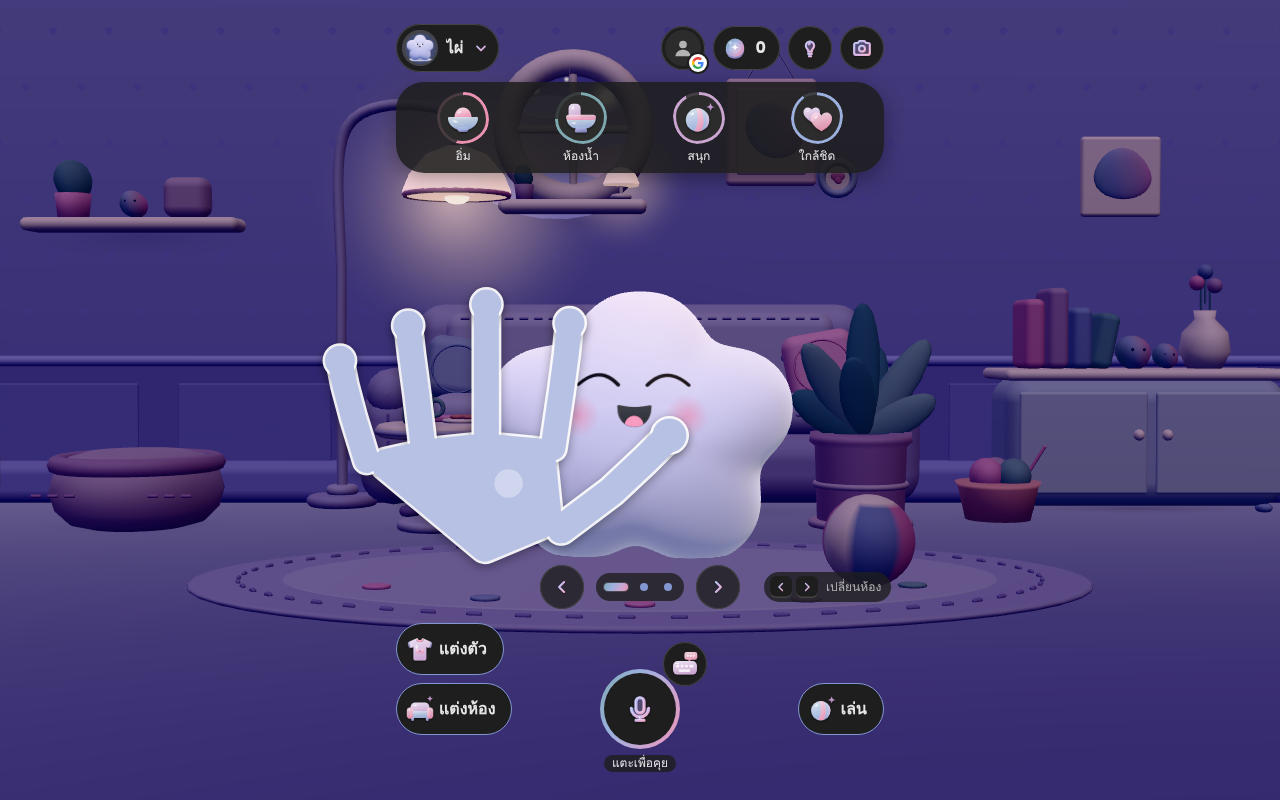 ไผ่
0
อิ่ม
ห้องน้ำ
สนุก
ใกล้ชิด
เปลี่ยนห้อง
แต่งตัว
แต่งห้อง
เล่น
แตะเพื่อคุย